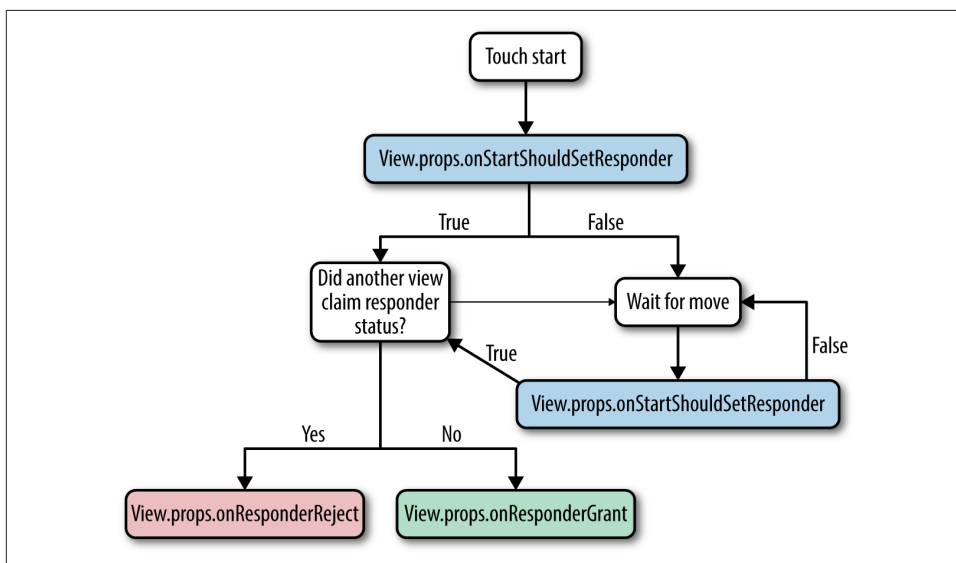 Touch start
View.props.onStartShouldSetResponder
True
False
Did another view
claim responder
status?
Wait for move
True
False
View.props.onStartShouldSetResponder
Yes
No
View.props.onResponderReject
View.props.onResponderGrant